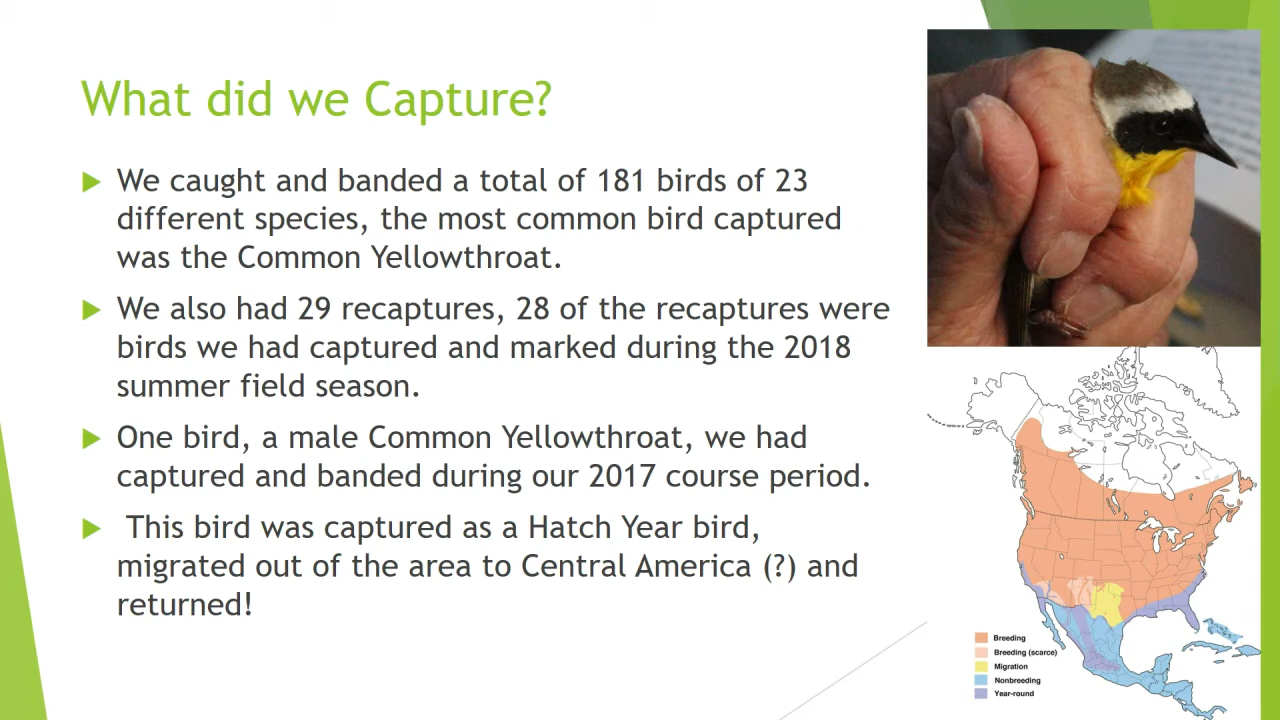 What did we Capture?
We caught and banded a total of 181 birds of 23
different species, the most common bird captured
was the Common Yellowthroat.
We also had 29 recaptures, 28 of the recaptures were
birds we had captured and marked during the 2018
summer field season.
One bird, a male Common Yellowthroat, we had
captured and banded during our 2017 course period.
This bird was captured as a Hatch Year bird,
migrated out of the area to Central America (?) and
returned!
Breeding
Breeding (scarce)
Migration
Nonbreeding
Year-round